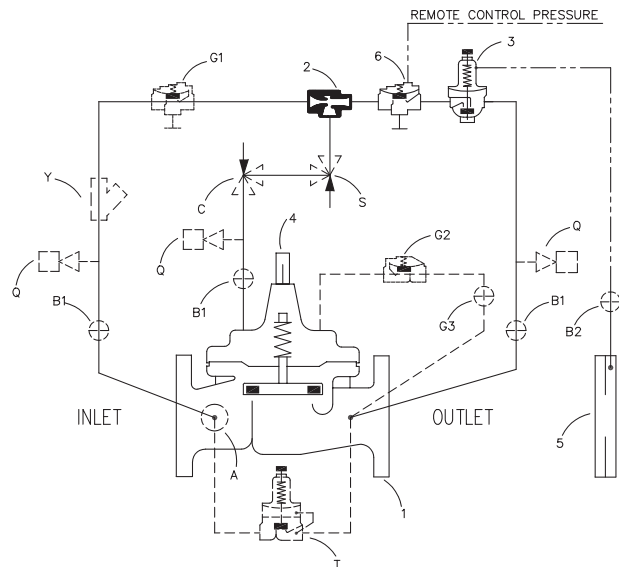 REMOTE CONTROL PRESSURE
G1
2
6
3
Y
C
S
4
G2
Q
Q
Q
B1
B1
G3
B1
B2
INLET
OUTLET
5
A
1
T